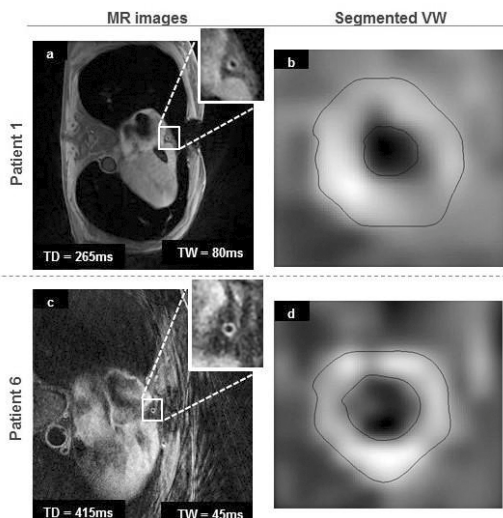 MR images
Segmented VW
Patient 1
a
b
TD = 265ms
TW = 80ms
Patient 6
c
d
TD = 415ms
TW = 45ms